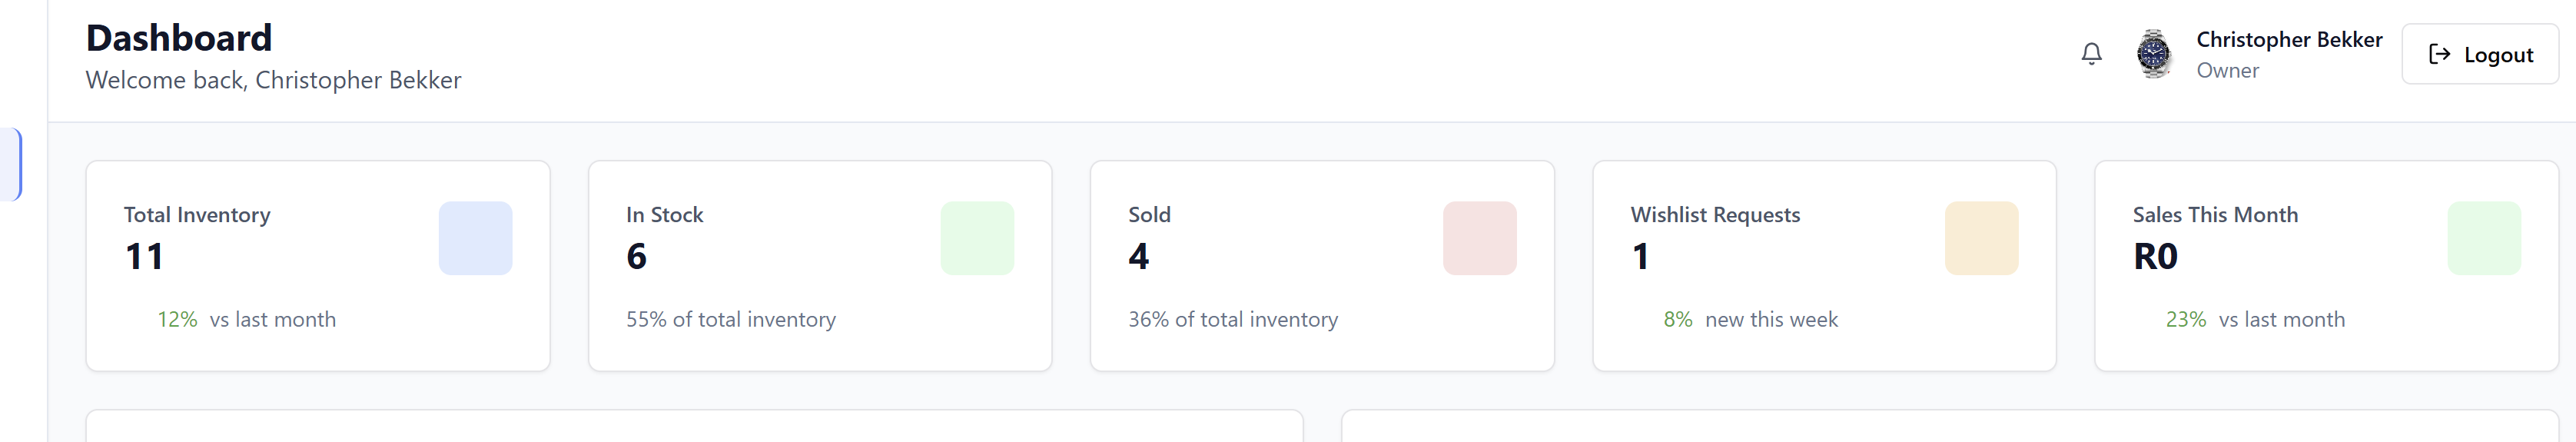 Dashboard
Welcome back, Christopher Bekker
Christopher Bekker
Owner
Logout
Total Inventory
11
12% vs last month
In Stock
6
55% of total inventory
Sold
4
36% of total inventory
Wishlist Requests
1
8% new this week
Sales This Month
R0
23% vs last month